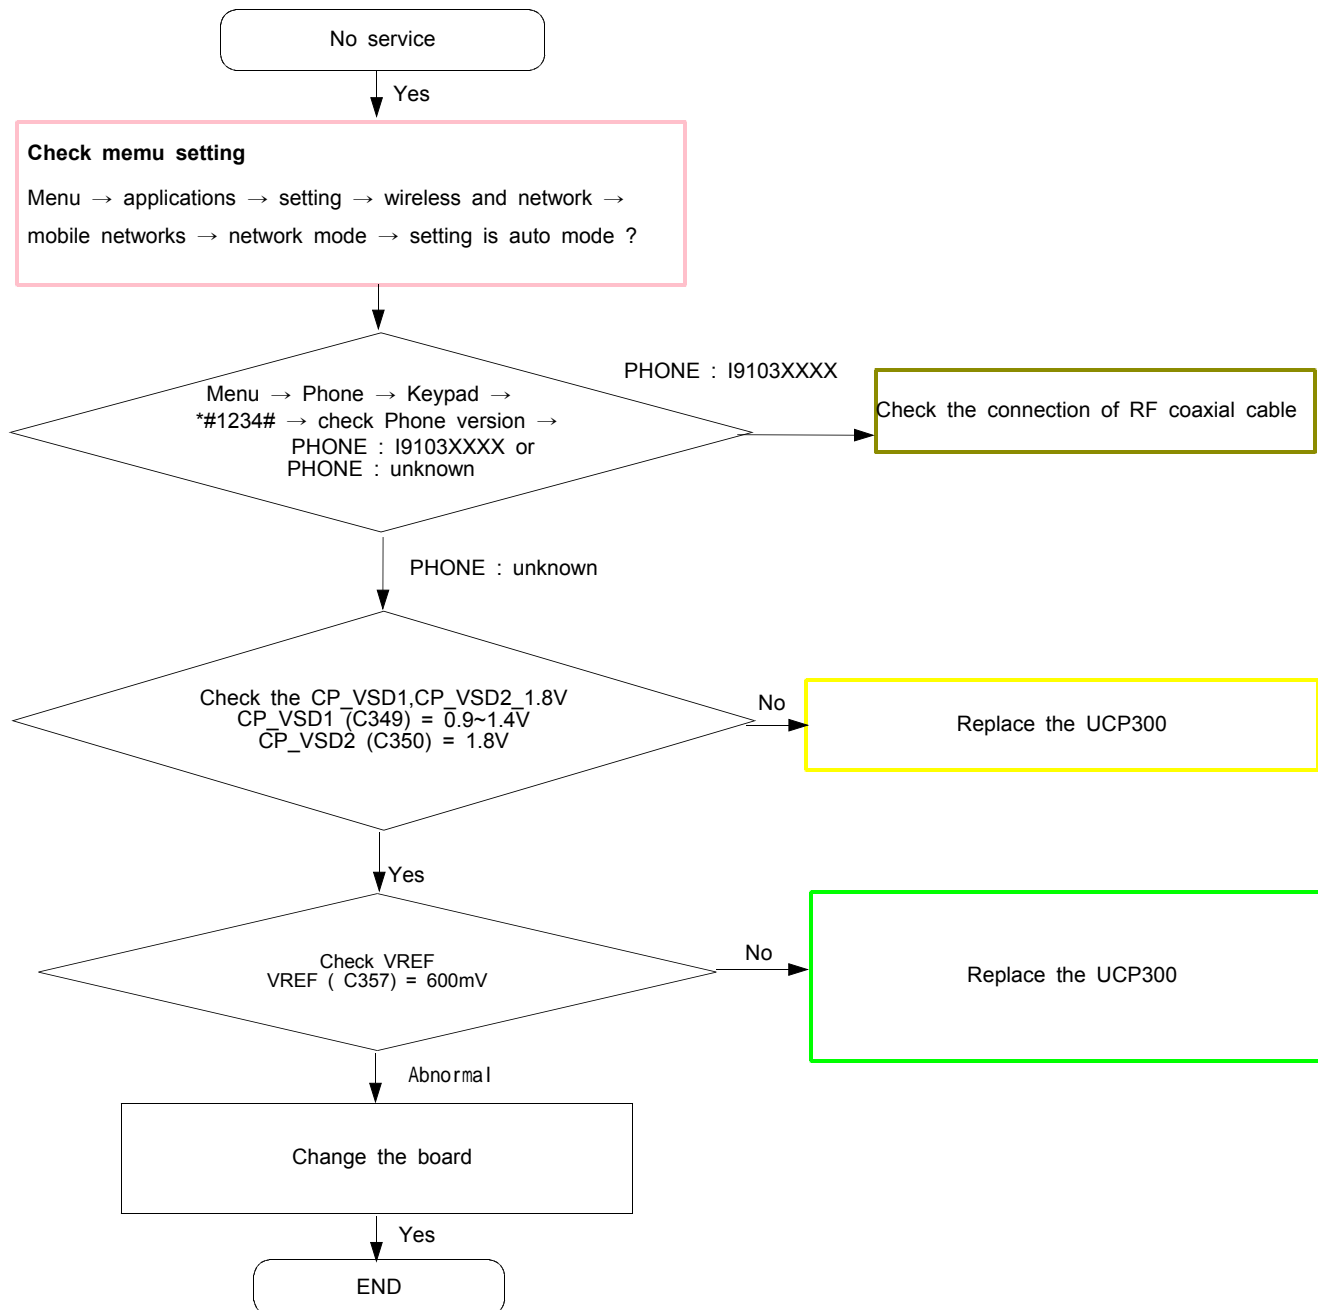 No service
Yes
Check memu setting
Menu → applications → setting → wireless and network →
mobile networks → network mode → setting is auto mode ?
PHONE : I9103XXXX
Menu → Phone → Keypad →
*#1234# → check Phone version →
PHONE : I9103XXXX or
PHONE : unknown
Check the connection of RF coaxial cable
PHONE : unknown
Check the CP_VSD1,CP_VSD2_1.8V
CP_VSD1 (C349) = 0.9~1.4V
CP_VSD2 (C350) = 1.8V
No
Replace the UCP300
Yes
Check VREF
VREF ( C357) = 600mV
No
Replace the UCP300
Abnormal
Change the board
Yes
END